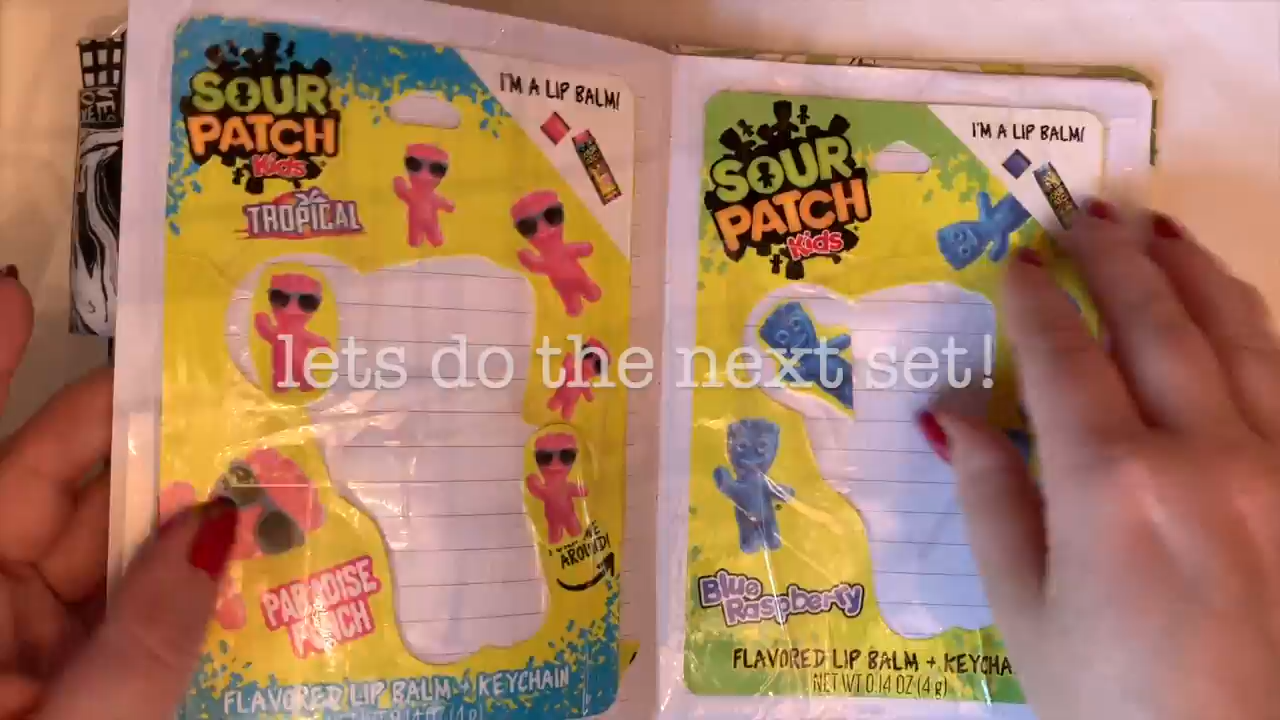 SOUR
PATCH
Kids
TROPICAL
I'M A LIP BALM!
PARADISE
PUNCH
AROUND!
FLAVORED LIP BALM + KEYCHAIN
SOUR
PATCH
Kids
I'M A LIP BALM!
Blue
Raspberry
FLAVORED LIP BALM + KEYCHA
NET WT 0.14 OZ (4 g)
lets do the next set!